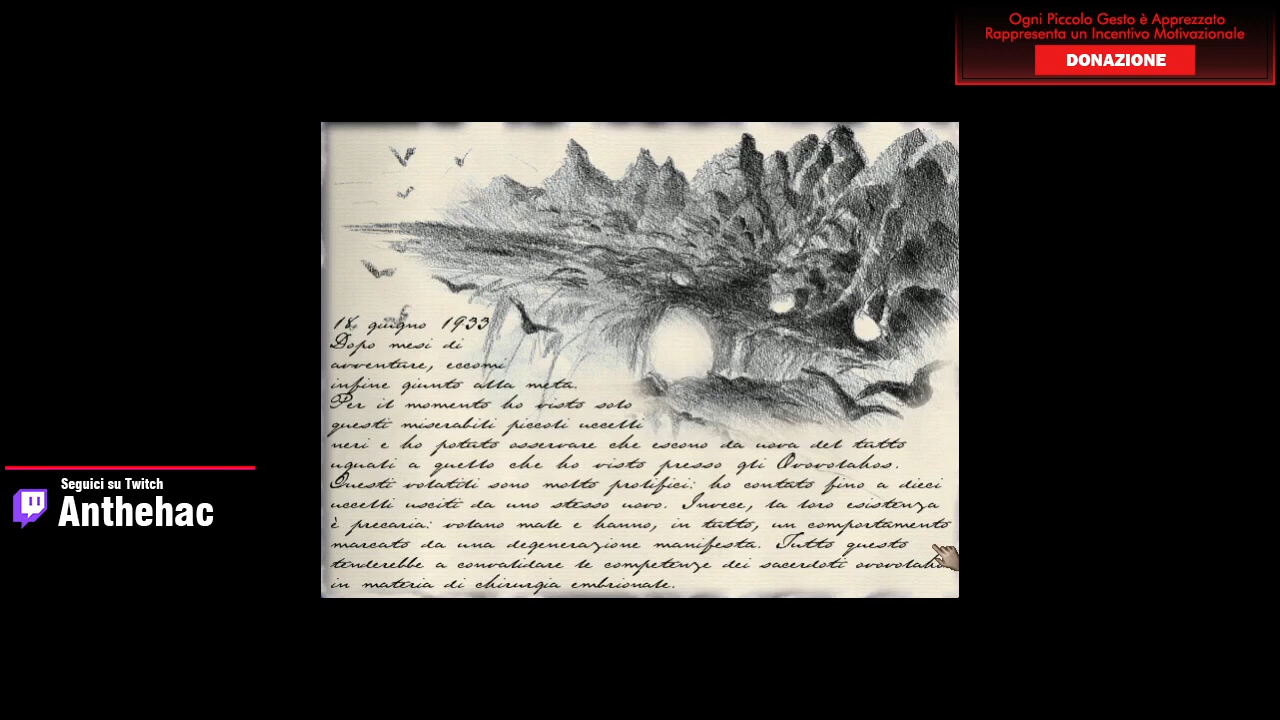 Ogni Piccolo Gesto è Apprezzato
Rappresenta un Incentivo Motivazionale
DONAZIONE
18 giugno 1933
Dopo mesi di
avventure, eccomi
infine giunto alla meta.
Per il momento ho visto solo
questi miserabili piccoli uccelli
neri e ho potuto osservare che escono da uova del tutto
uguali a quello che ho visto presso gli Ovovolahos.
Questi volatili sono molto prolifici: ho contato fino a dieci
uccelli usciti da uno stesso uovo. Invece, la loro esistenza
è precaria: volano male e hanno, in tutto, un comportamento
marcato da una degenerazione manifesta. Tutto questo
tenderebbe a convalidare le competenze dei sacerdoti ovovolaho
in materia di chirurgia embrionale.
Seguici su Twitch
Anthehac